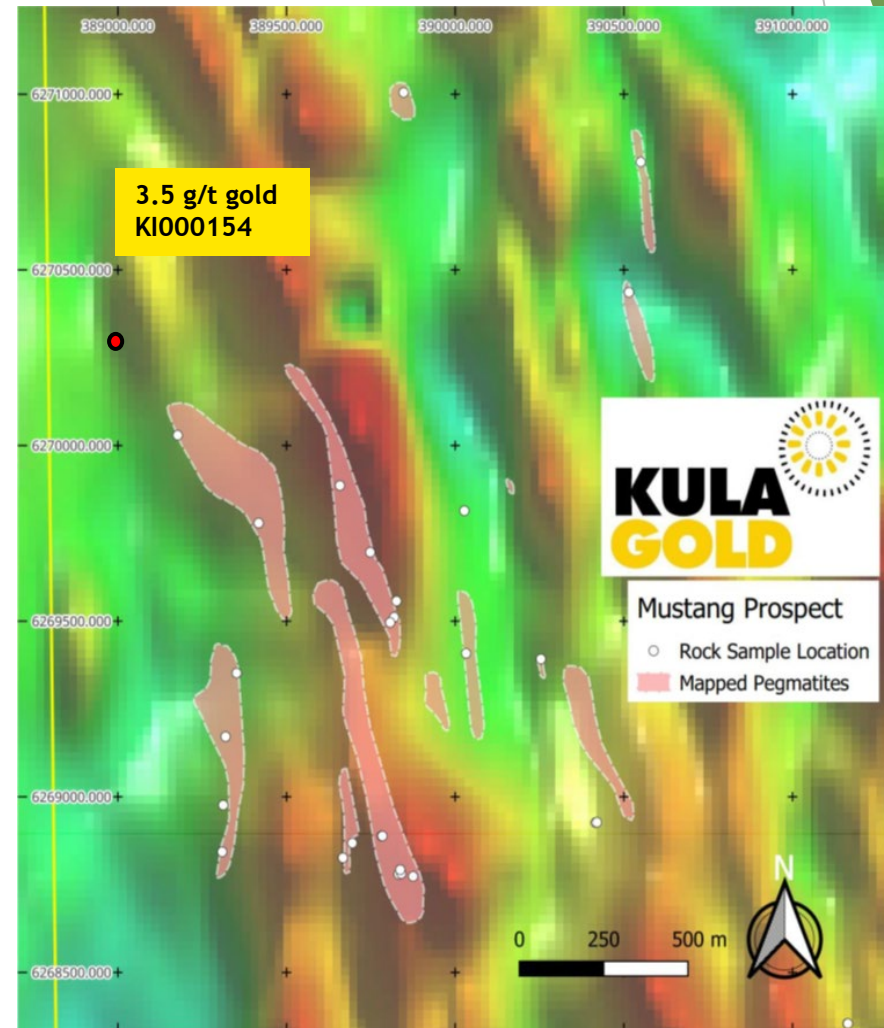 389000.000 389500.000 390000.000 390500.000 391000.000
6271000.000
3.5 g/t gold
KI000154
6270500.000
6270000.000
KULA
GOLD
6269500.000
Mustang Prospect
Rock Sample Location
Mapped Pegmatites
6269000.000
N
0 250 500 m
6268500.000